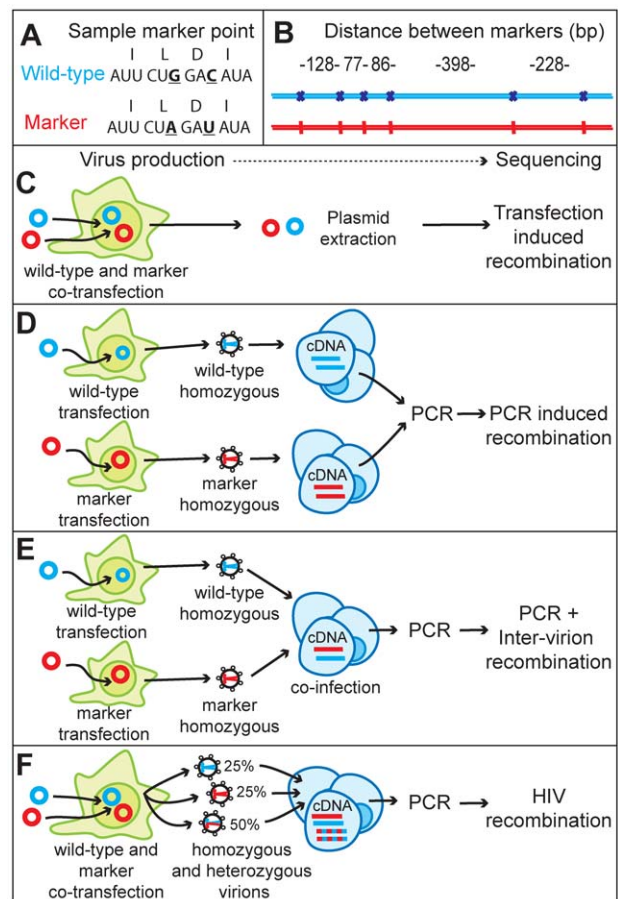 A
Sample marker point
I L D I
Wild-type AUU CUG GAC AUA
I L D I
Marker AUU CUA GAU AUA
B
Distance between markers (bp)
-128- 77- 86- -398- -228-
Virus production
Sequencing
C
wild-type and marker
co-transfection
Plasmid
extraction
Transfection
induced
recombination
D
wild-type
transfection
wild-type
homozygous
cDNA
marker
transfection
marker
homozygous
cDNA
PCR
PCR induced
recombination
E
wild-type
transfection
wild-type
homozygous
marker
transfection
marker
homozygous
cDNA
co-infection
PCR
PCR +
Inter-virion
recombination
F
wild-type and
marker
co-transfection
25%
25%
50%
homozygous
and heterozygous
virions
cDNA
PCR
HIV
recombination